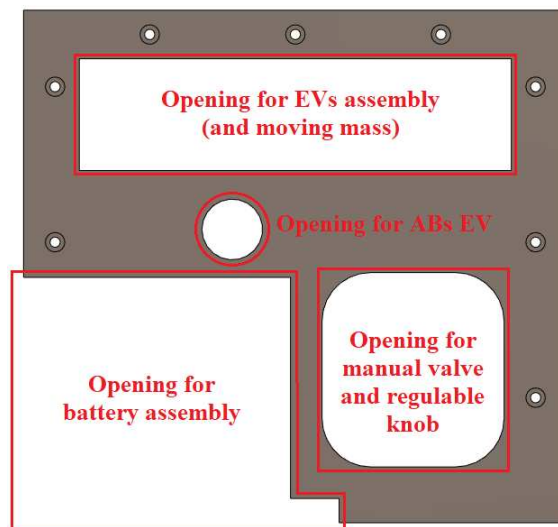 Opening for EVs assembly
(and moving mass)
Opening for ABs EV
Opening for
manual valve
and regulable
knob
Opening for
battery assembly